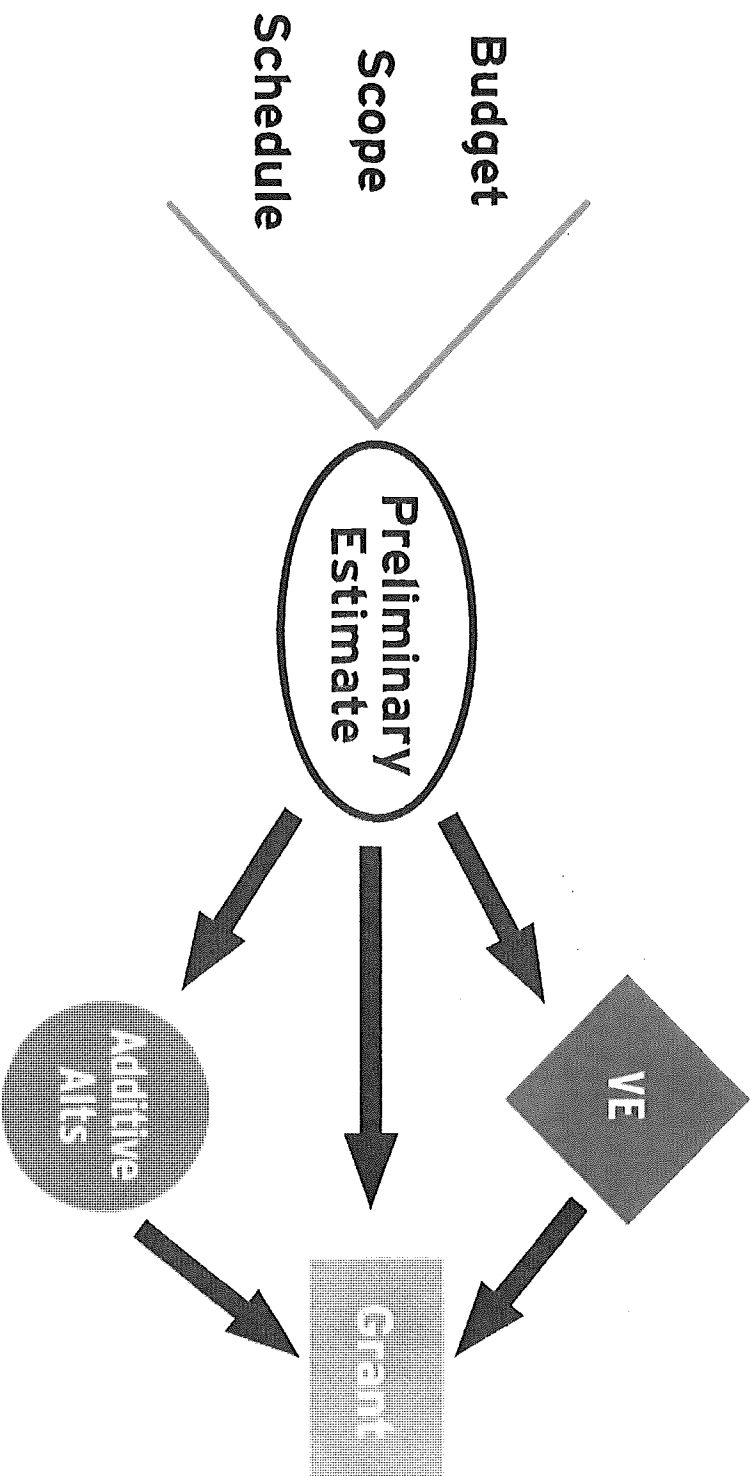 Budget
Scope
Schedule
Preliminary
Estimate
VE
Additive
Alts
Grant